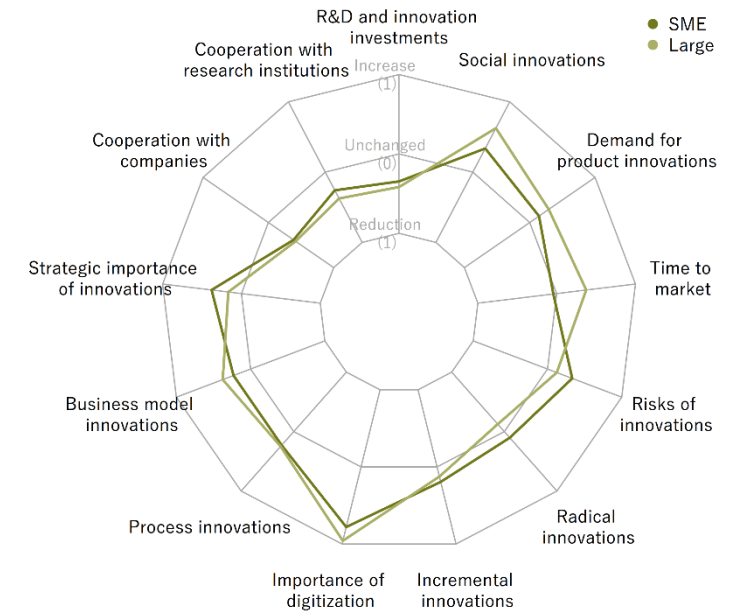 R&D and innovation
investments
SME
Large
Social innovations
Cooperation with
research institutions
Increase
(1)
Demand for
product innovations
Cooperation with
companies
Unchanged
(0)
Reduction
(1)
Strategic importance
of innovations
Time to
market
Business model
innovations
Risks of
innovations
Process innovations
Radical
innovations
Importance of
digitization
Incremental
innovations